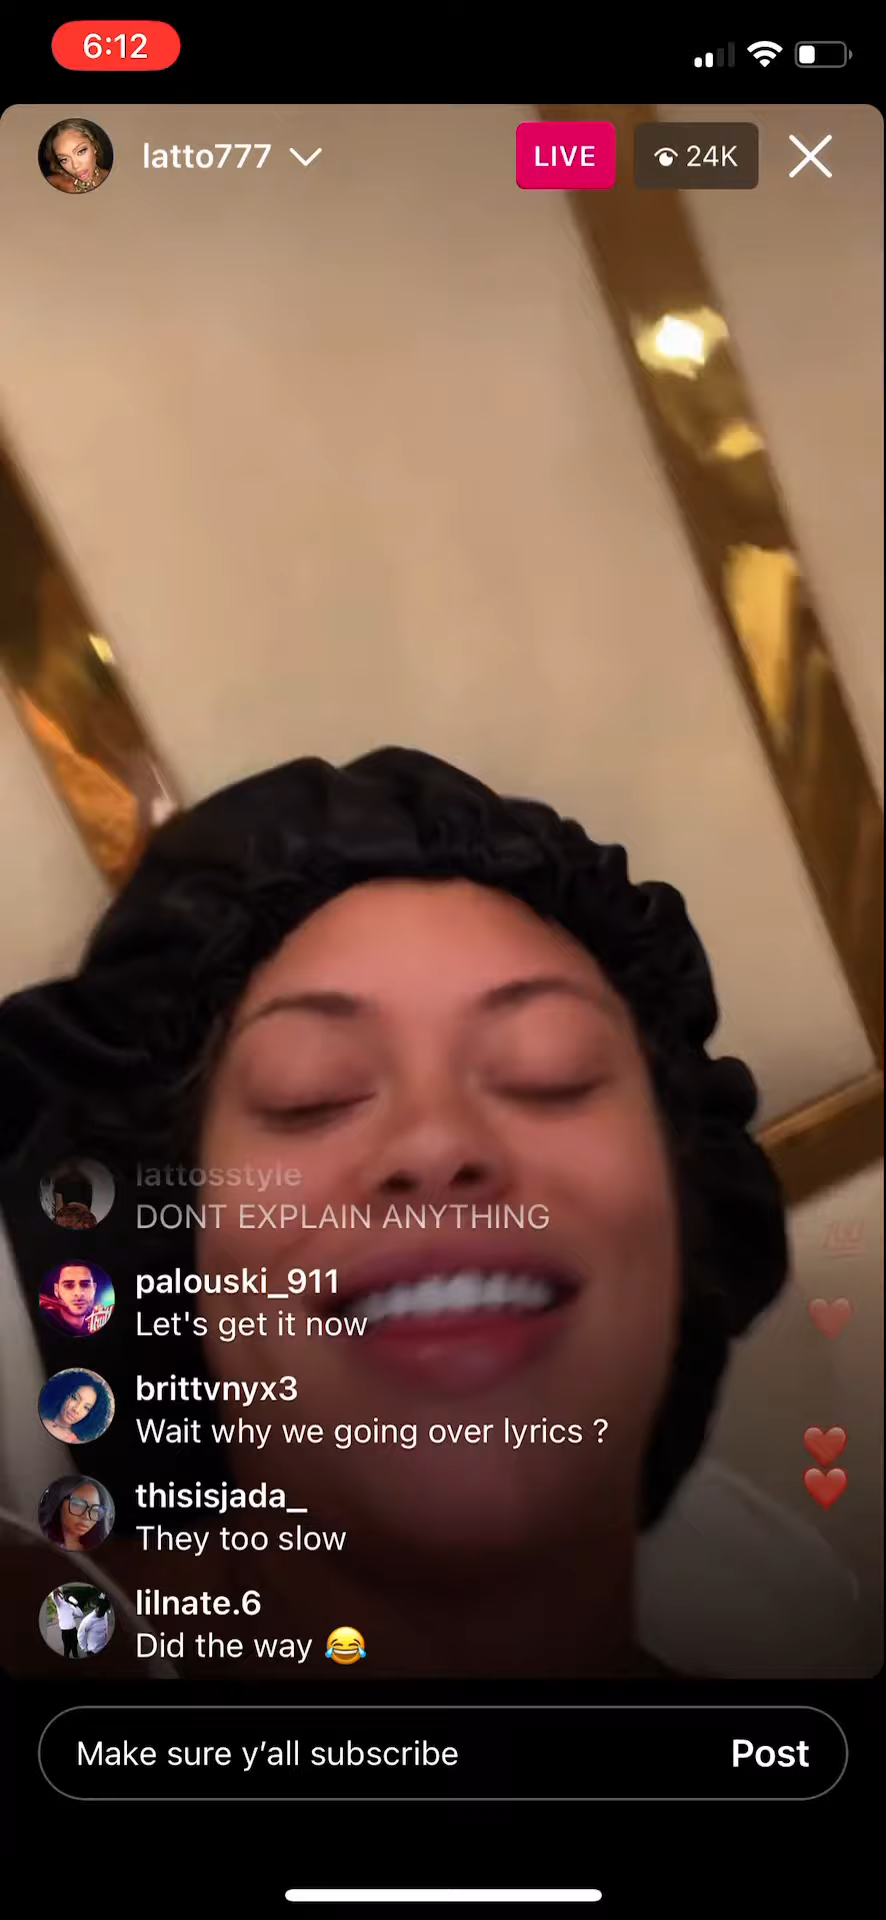 6:12
latto777
LIVE
24K
lattosstyle
DONT EXPLAIN ANYTHING
palouski_911
Let's get it now
brittvnyx3
Wait why we going over lyrics ?
thisisjada_
They too slow
lilnate.6
Did the way 😂
Make sure y’all subscribe
Post